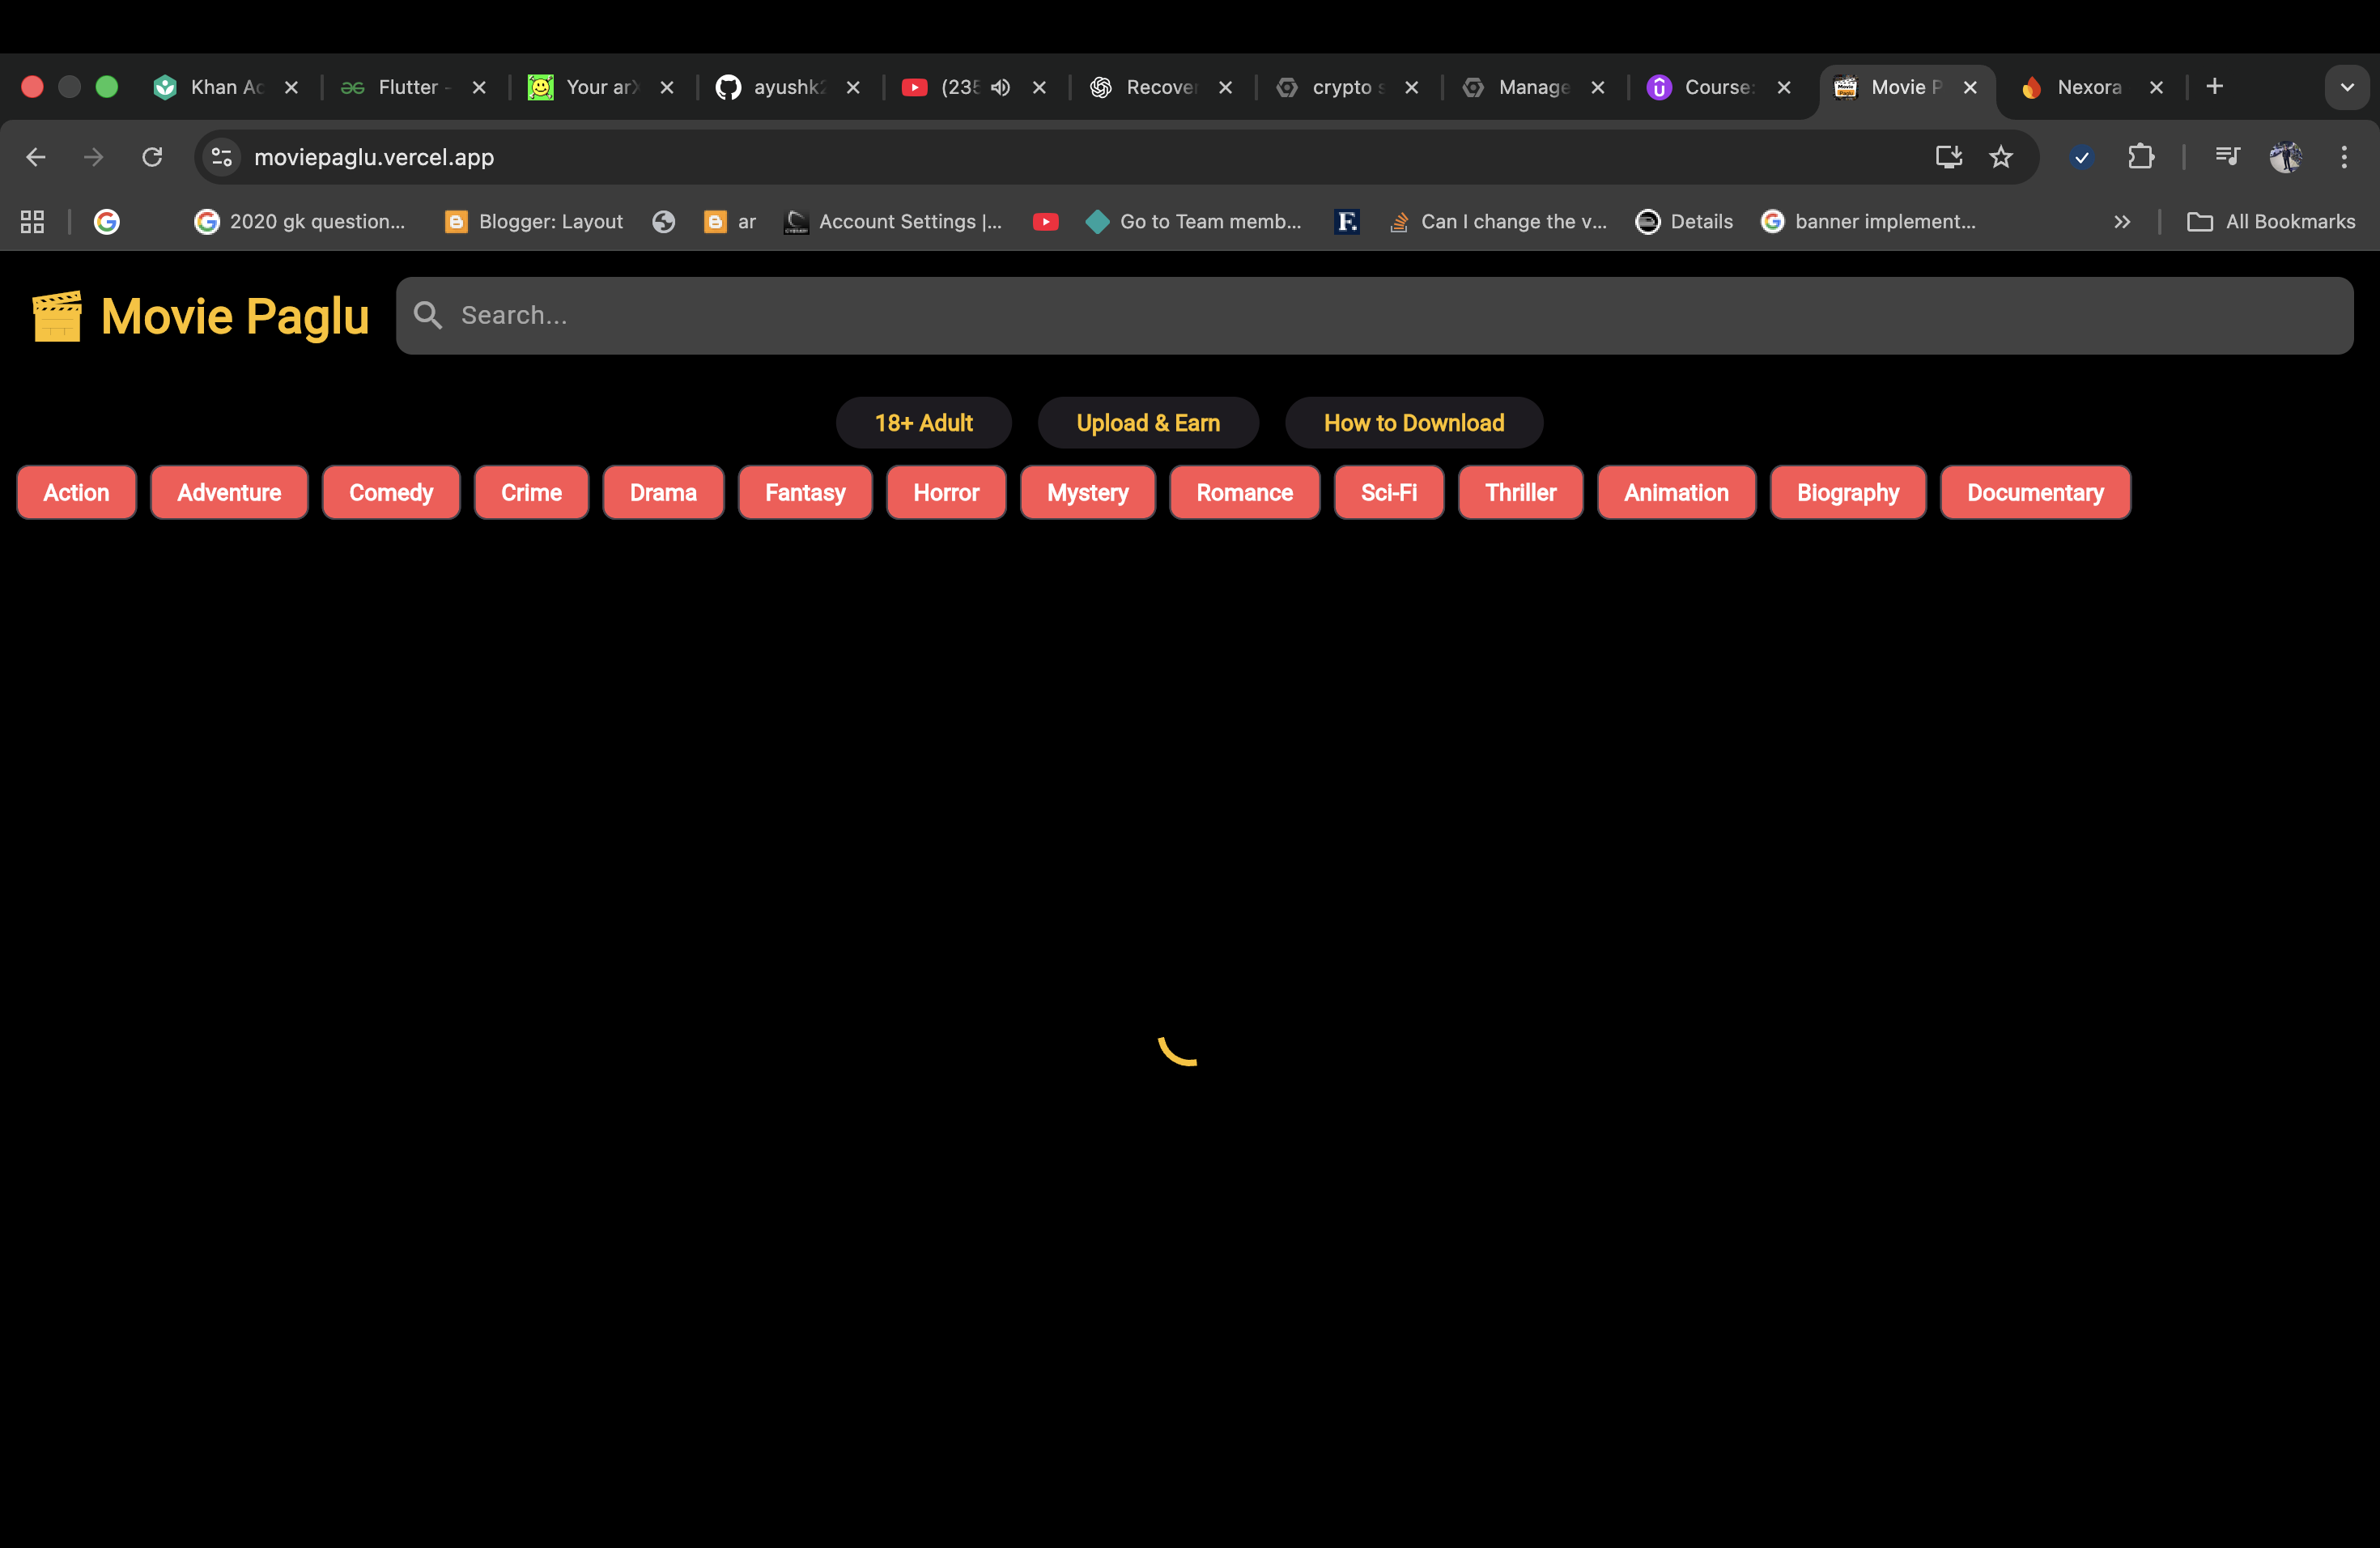 Khan Ac Flutter - Your arX ayushk2 (235 Recover crypto s Manage Course: Movie P Nexora
moviepaglu.vercel.app
2020 gk question... Blogger: Layout ar Account Settings |... Go to Team memb... F. Can I change the v... Details banner implement... All Bookmarks
Movie Paglu Search...
18+ Adult Upload & Earn How to Download
Action Adventure Comedy Crime Drama Fantasy Horror Mystery Romance Sci-Fi Thriller Animation Biography Documentary